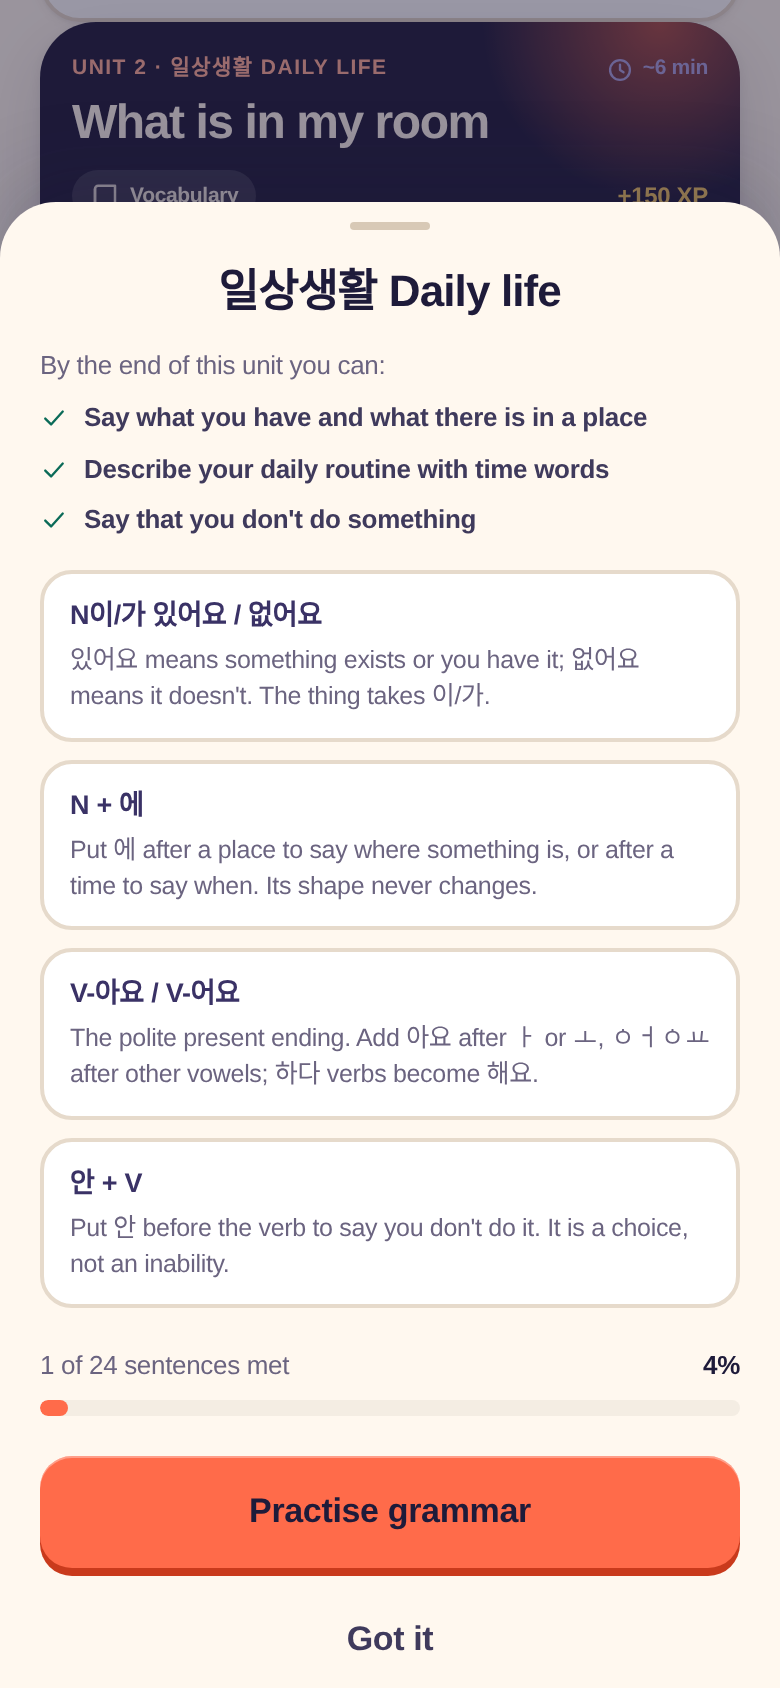 UNIT 2 · 일상생활 DAILY LIFE
~6 min
What is in my room
Vocabulary
+150 XP
일상생활 Daily life
By the end of this unit you can:
Say what you have and what there is in a place
Describe your daily routine with time words
Say that you don't do something
N이/가 있어요 / 없어요
있어요 means something exists or you have it; 없어요
means it doesn't. The thing takes 이/가.
N + 에
Put 에 after a place to say where something is, or after a
time to say when. Its shape never changes.
V-아요 / V-어요
The polite present ending. Add 아요 after ㅏ or ㅗ, ㅇㅓㅇㅛ
after other vowels; 하다 verbs become 해요.
안 + V
Put 안 before the verb to say you don't do it. It is a choice,
not an inability.
1 of 24 sentences met
4%
Practise grammar
Got it